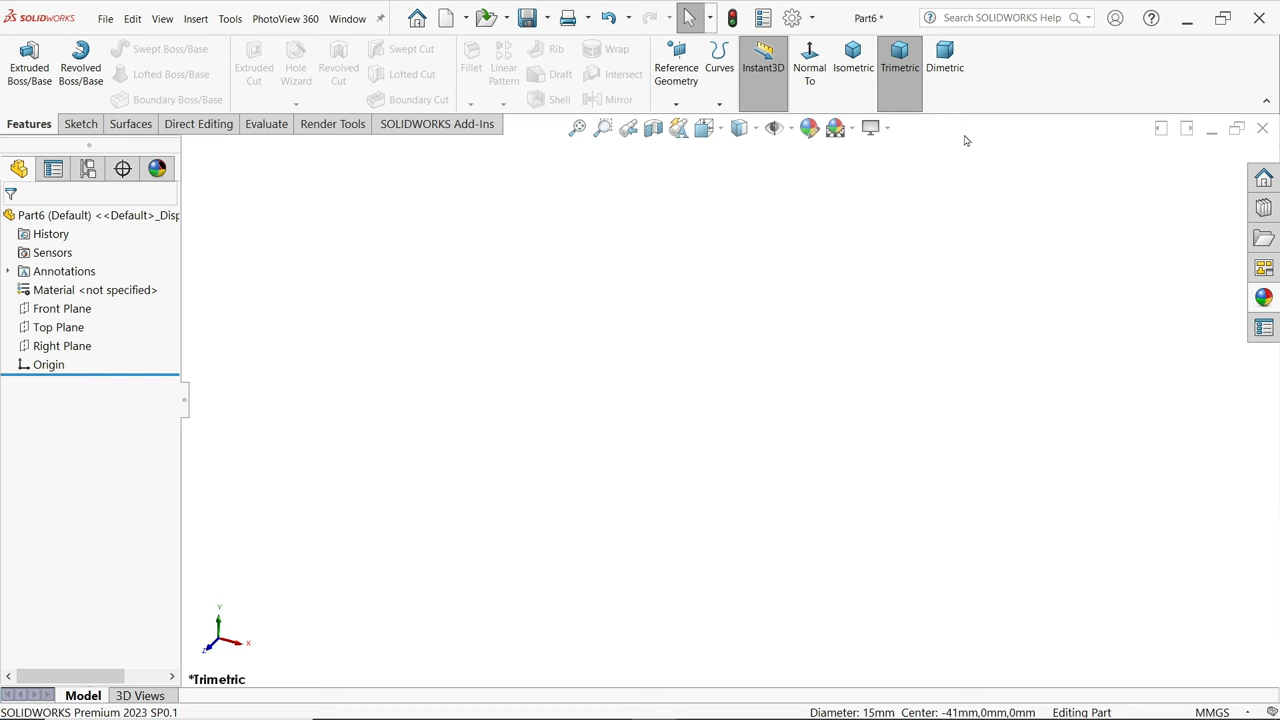 SOLIDWORKS File Edit View Insert Tools PhotoView 360 Window Part6 * Search SOLIDWORKS Help
Extruded Boss/Base
Revolved Boss/Base
Swept Boss/Base
Lofted Boss/Base
Boundary Boss/Base
Extruded Cut
Hole Wizard
Revolved Cut
Swept Cut
Lofted Cut
Boundary Cut
Fillet
Linear Pattern
Rib
Draft
Shell
Wrap
Intersect
Mirror
Reference Geometry
Curves
Instant3D
Normal To
Isometric
Trimetric
Dimetric
Features Sketch Surfaces Direct Editing Evaluate Render Tools SOLIDWORKS Add-Ins
Part6 (Default) <<Default>_Disp
History
Sensors
Annotations
Material <not specified>
Front Plane
Top Plane
Right Plane
Origin
Y
X
Z
*Trimetric
Model 3D Views
SOLIDWORKS Premium 2023 SP0.1 Diameter: 15mm Center: -41mm,0mm,0mm Editing Part MMGS